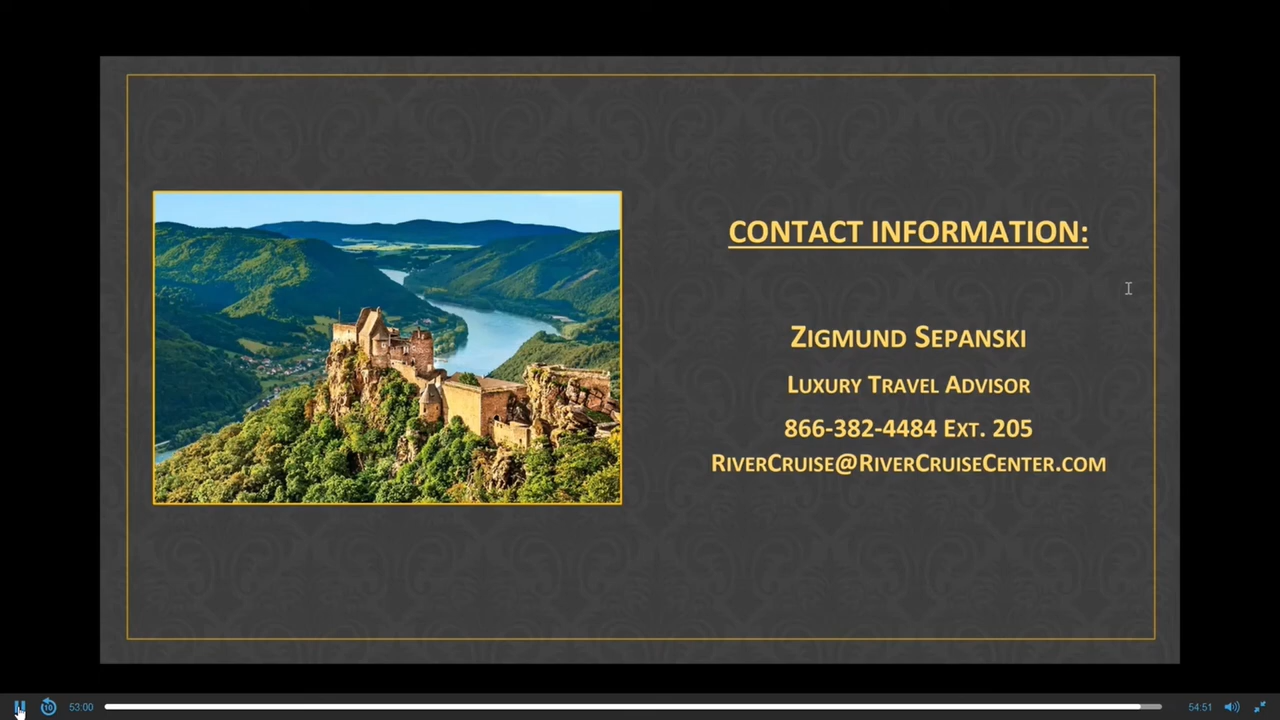 CONTACT INFORMATION:
ZIGMUND SEPANSKI
LUXURY TRAVEL ADVISOR
866-382-4484 EXT. 205
RIVERCRUISE@RIVERCRUISECENTER.COM
10 53:00 54:51